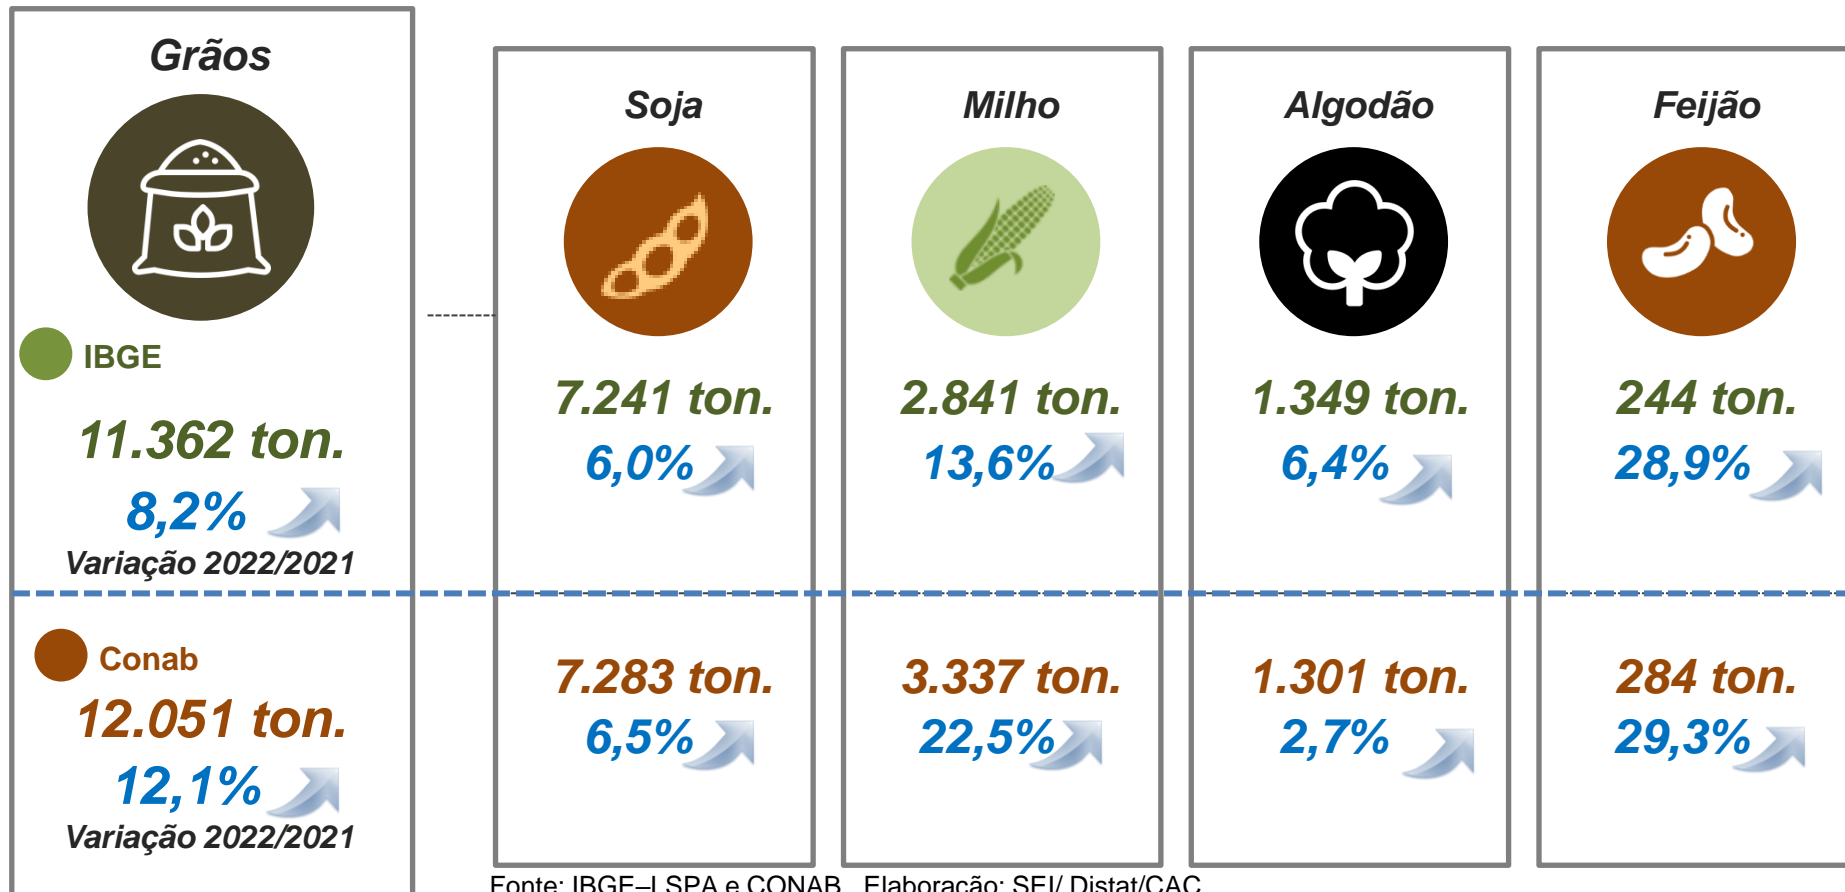 Grãos
IBGE
11.362 ton.
8,2%
Variação 2022/2021
Conab
12.051 ton.
12,1%
Variação 2022/2021
Soja
7.241 ton.
6,0%
7.283 ton.
6,5%
Milho
2.841 ton.
13,6%
3.337 ton.
22,5%
Algodão
1.349 ton.
6,4%
1.301 ton.
2,7%
Feijão
244 ton.
28,9%
284 ton.
29,3%
Fonte: IBGE–LSPA e CONAB Elaboração: SEI/ Distat/CAC